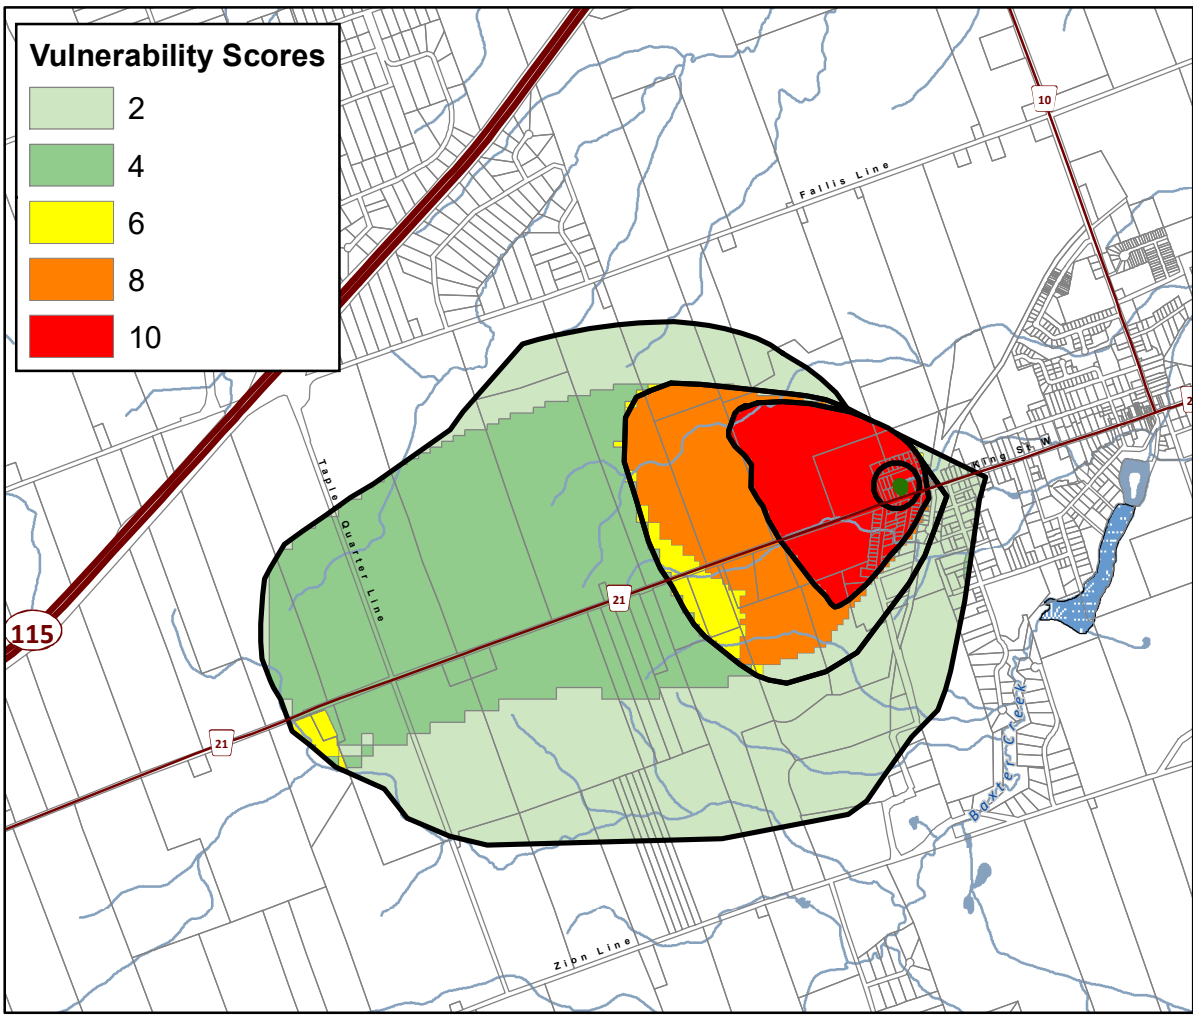 Vulnerability Scores
2
4
6
8
10
10
Fallis Line
2
King St. W
Taple Quarter Line
21
115
21
Baxter Creek
Zion Line